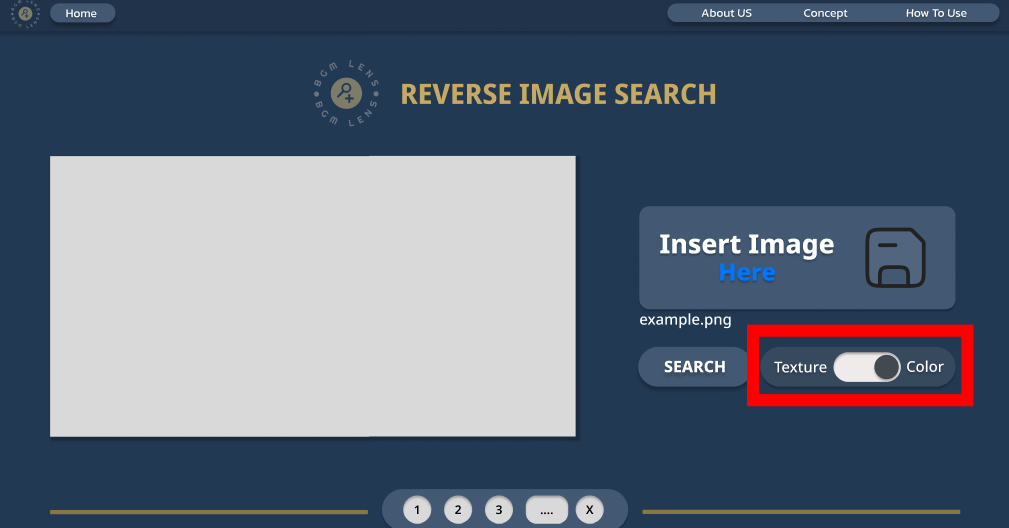 Home
About US
Concept
How To Use
BGM LENS
BGM LENS
REVERSE IMAGE SEARCH
Insert Image
Here
example.png
SEARCH
Texture
Color
1
2
3
....
X